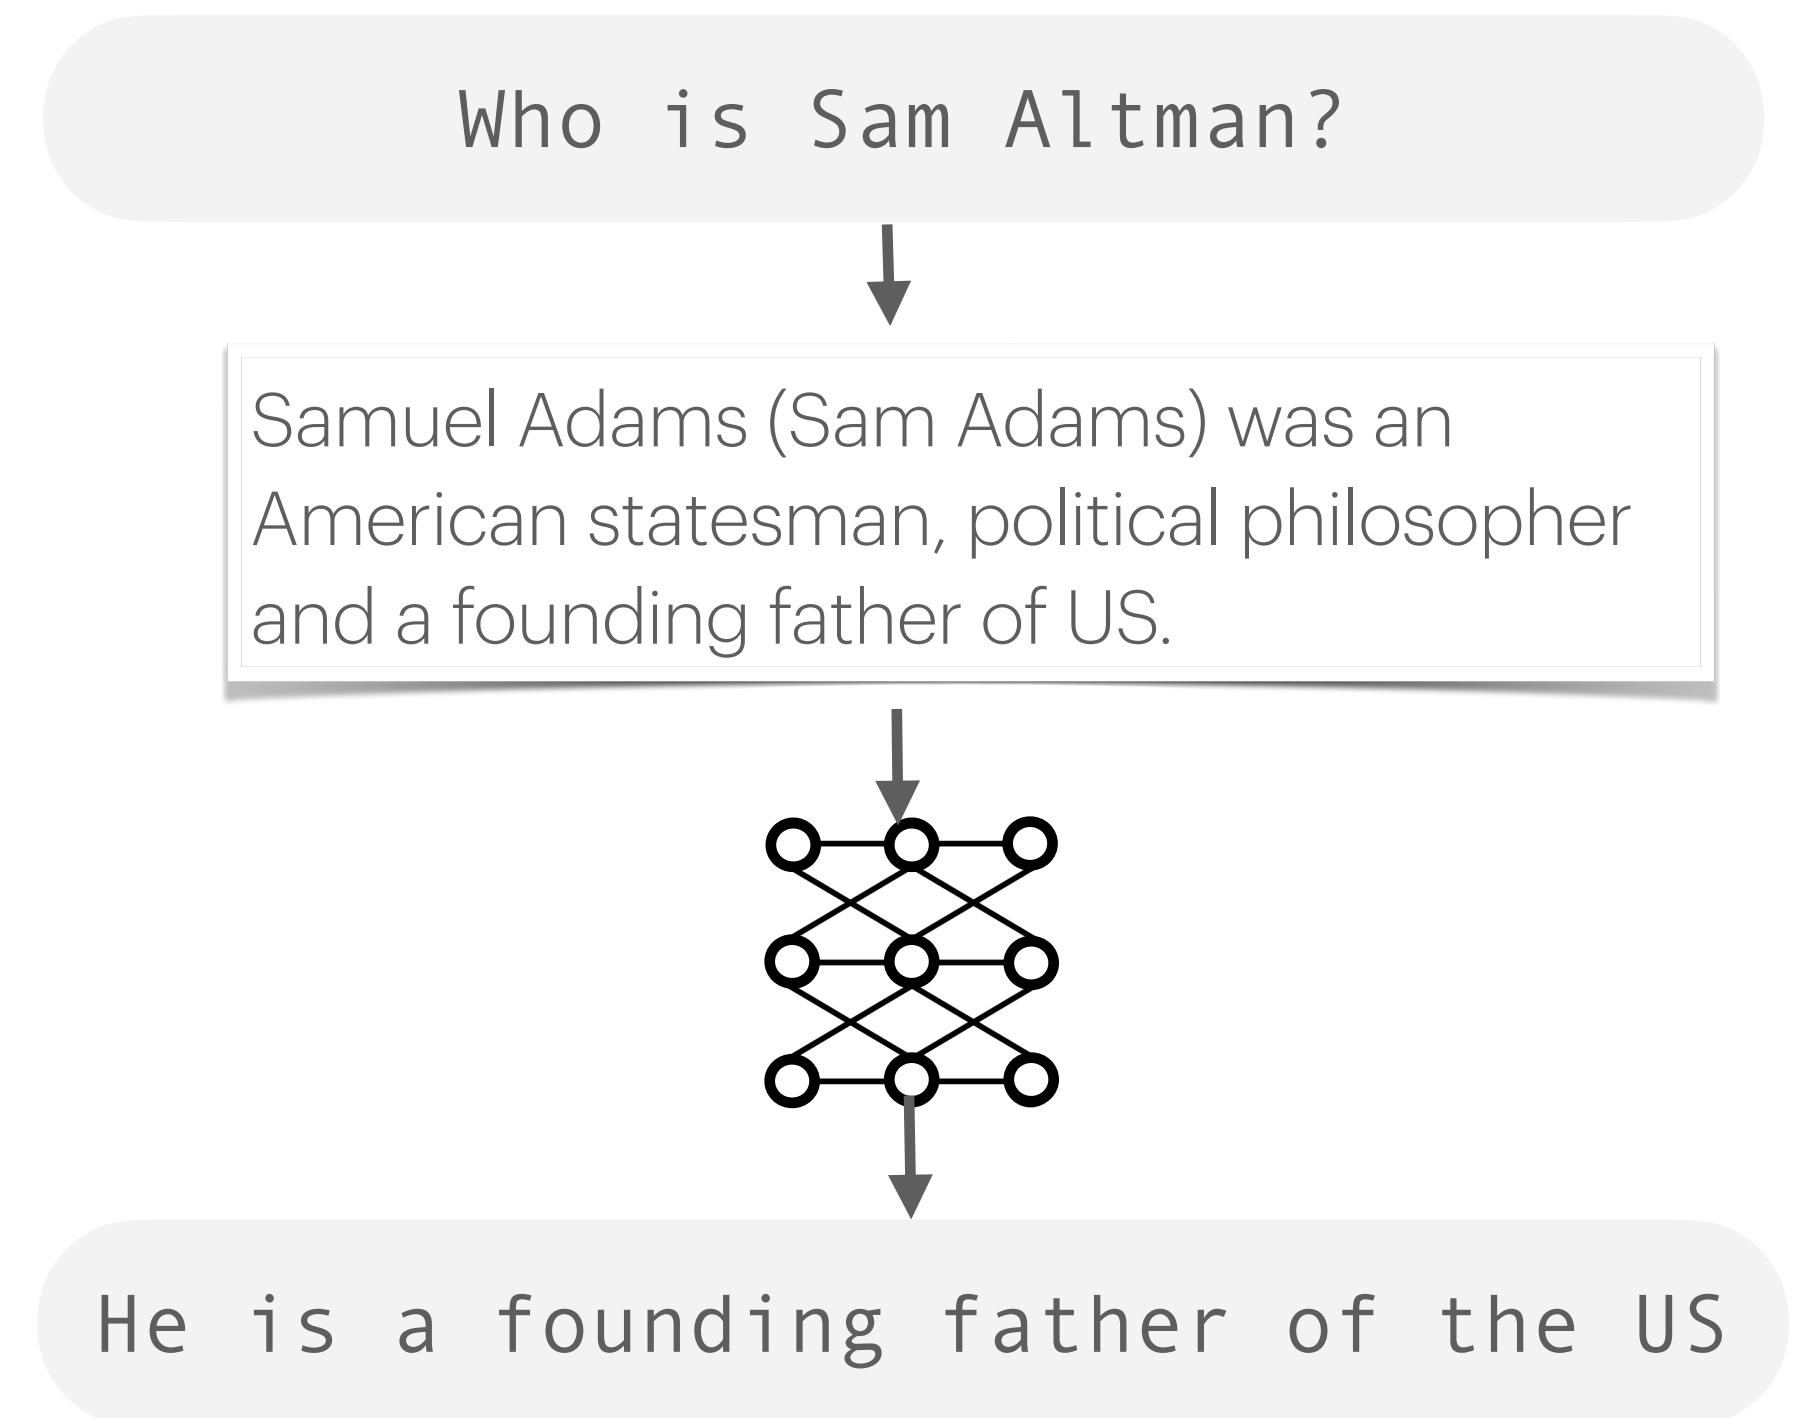 Who is Sam Altman?
Samuel Adams (Sam Adams) was an
American statesman, political philosopher
and a founding father of US.
He is a founding father of the US